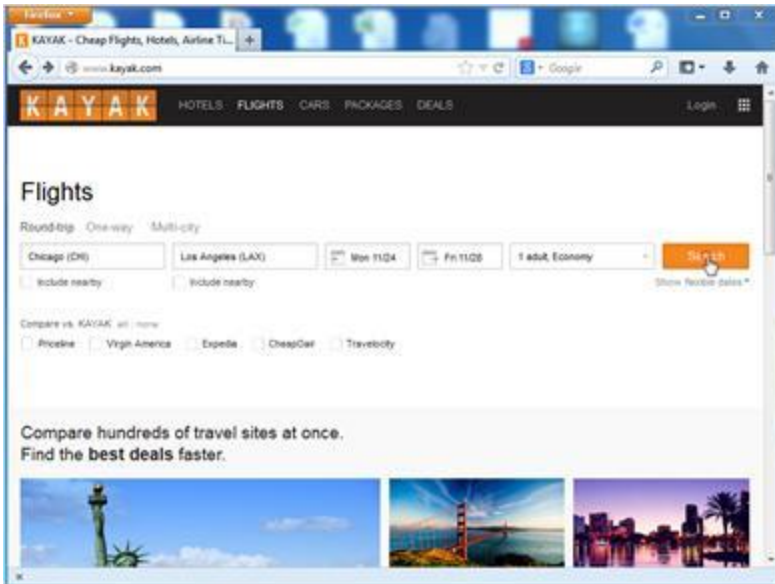 Firefox
KAYAK - Cheap Flights, Hotels, Airline Ti...
www.kayak.com
Google
KAYAK HOTELS FLIGHTS CARS PACKAGES DEALS Login
Flights
Round-trip One-way Multi-city
Chicago (CHI) Los Angeles (LAX) Mon 11/24 Fri 11/28 1 adult, Economy Search
Include nearby Include nearby Show flexible dates
Compare vs. KAYAK all | none
Priceline Virgin America Expedia CheapOair Travelocity
Compare hundreds of travel sites at once.
Find the best deals faster.